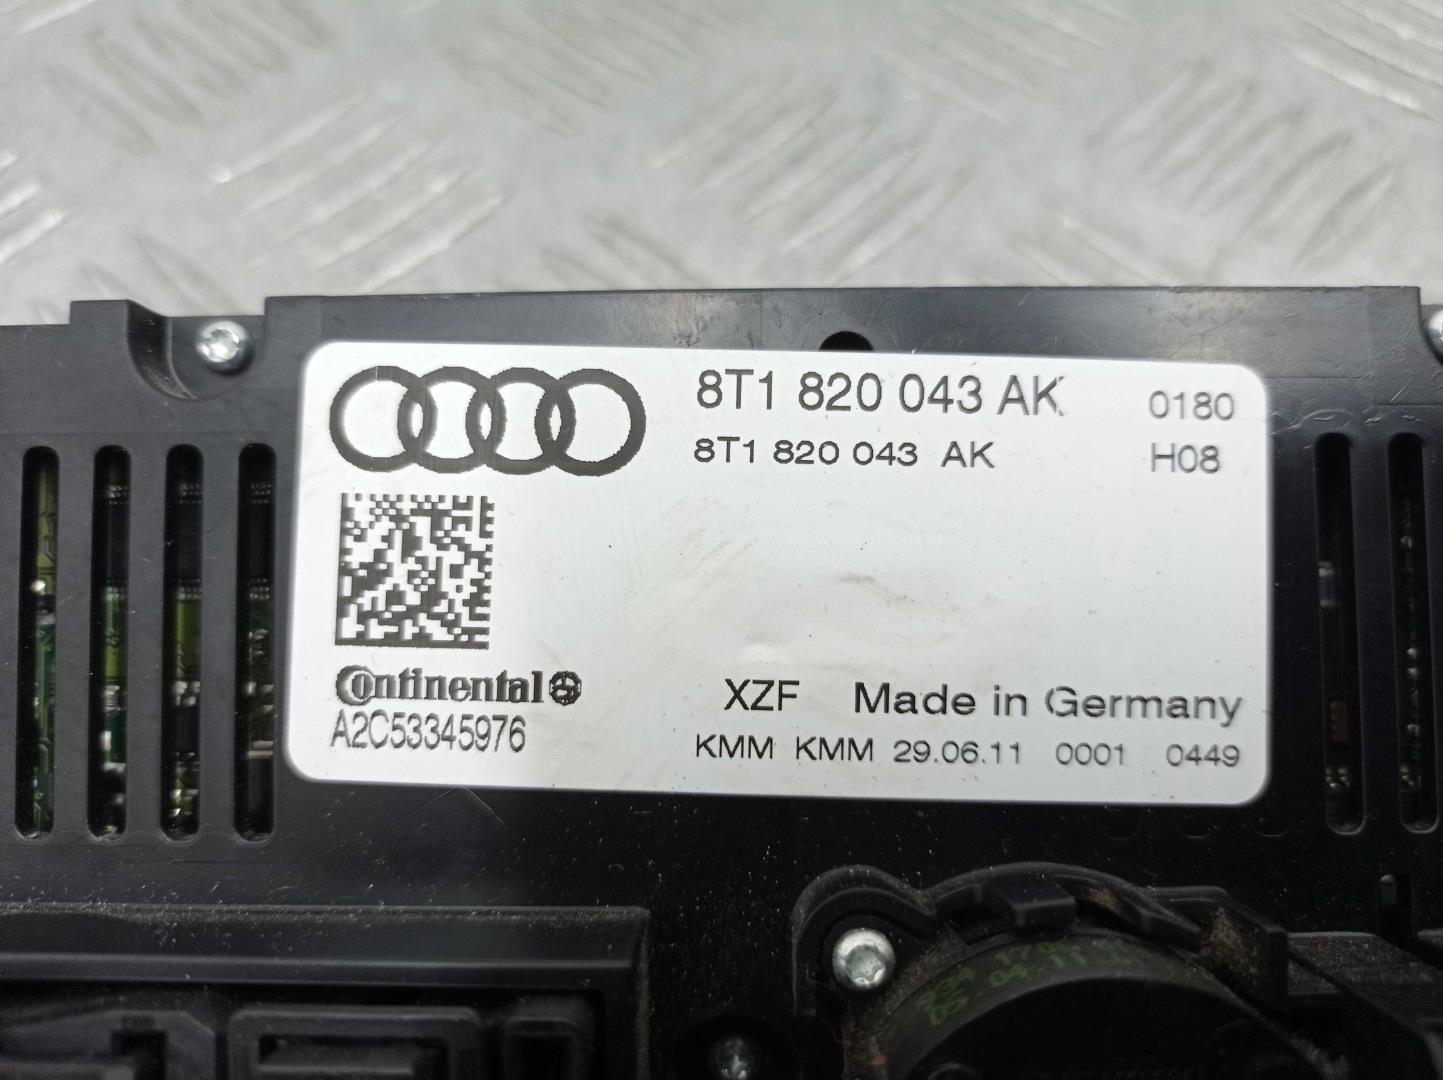 8T1 820 043 AK 0180
8T1 820 043 AK H08
Continental
A2C53345976
XZF Made in Germany
KMM KMM 29.06.11 0001 0449